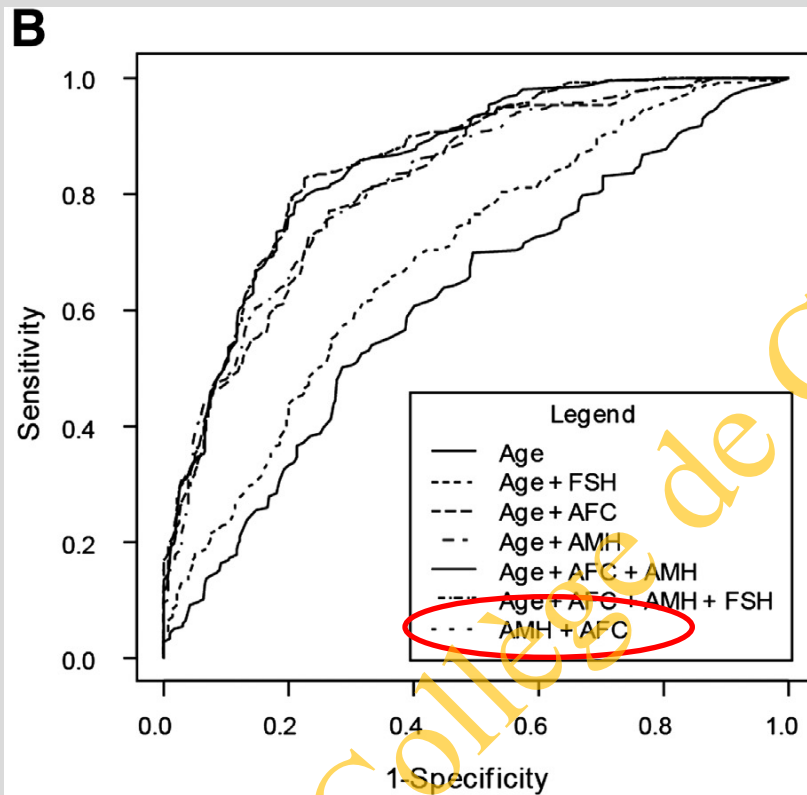 B
1.0
0.8
0.6
0.4
0.2
0.0
Sensitivity
Legend
Age
Age + FSH
Age + AFC
Age + AMH
Age + AFC + AMH
Age + AFC + AMH + FSH
AMH + AFC
0.0 0.2 0.4 0.6 0.8 1.0
1-Specificity
Collège de